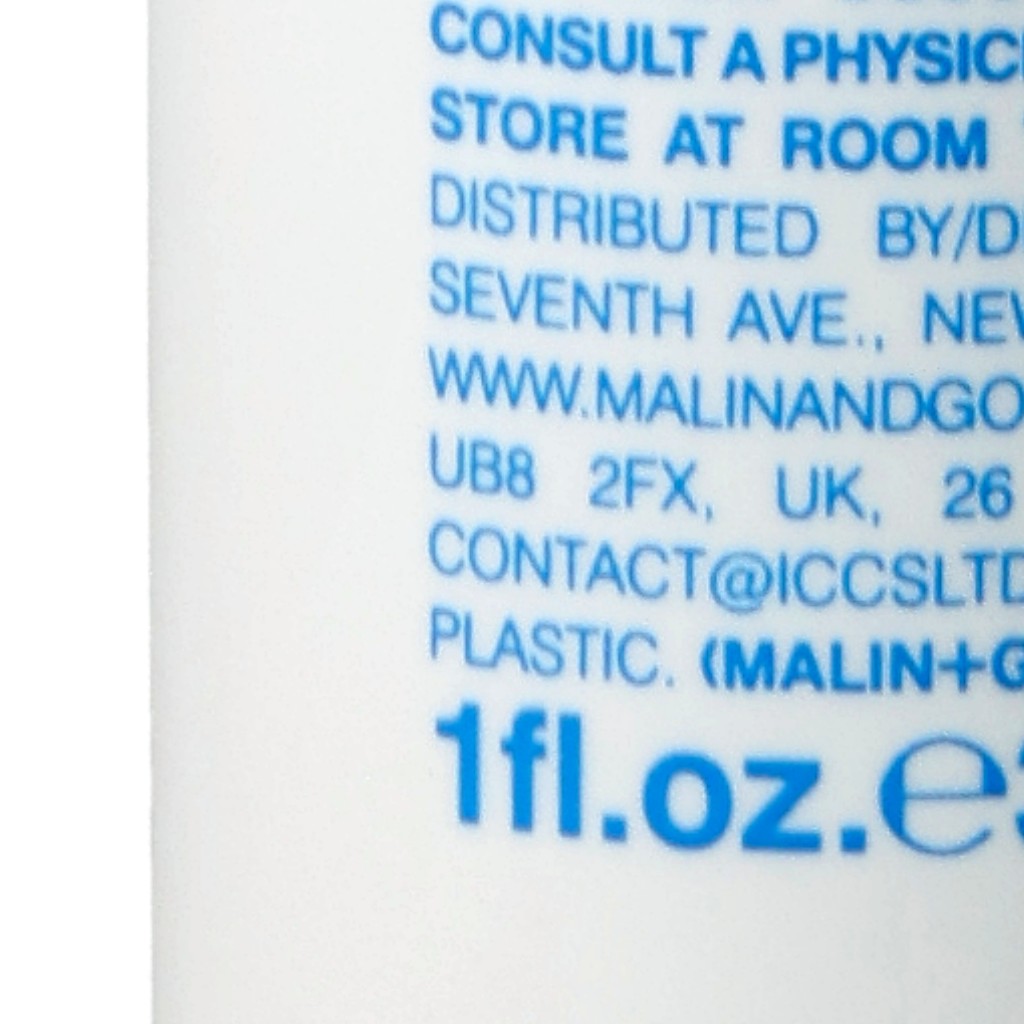 CONSULT A PHYSIC
STORE AT ROOM
DISTRIBUTED BY/D
SEVENTH AVE., NEW
WWW.MALINANDGO
UB8 2FX, UK, 26
CONTACT@ICCSLTD
PLASTIC. (MALIN+G
1fl.oz.e